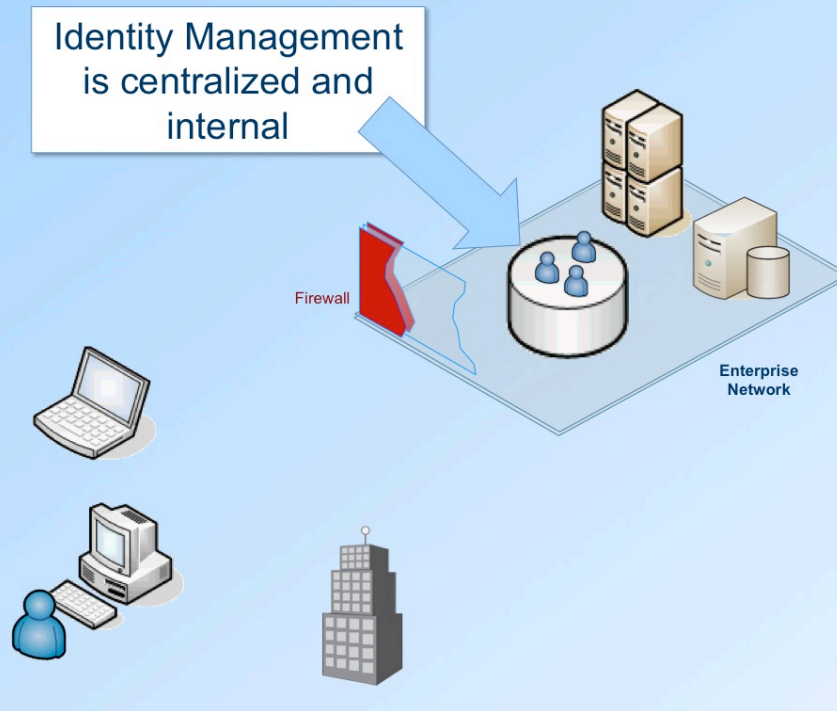 Identity Management
is centralized and
internal
Firewall
Enterprise
Network